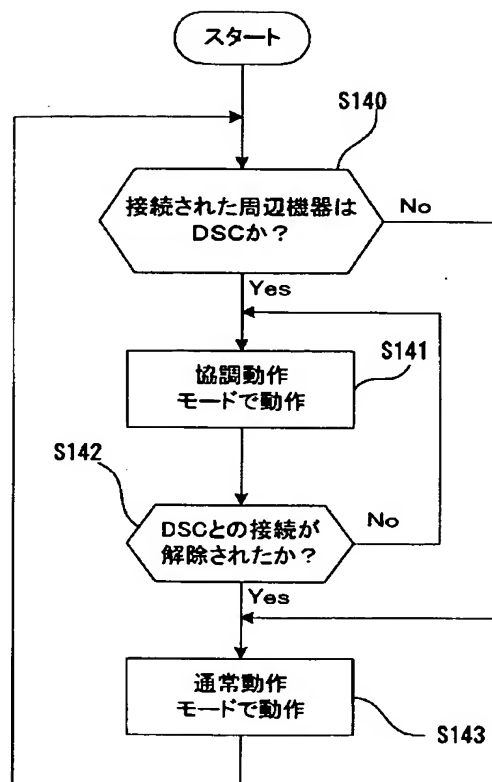 スタート
S140
接続された周辺機器は
DSCか？
No
Yes
S141
協調動作
モードで動作
S142
DSCとの接続が
解除されたか？
No
Yes
通常動作
モードで動作
S143